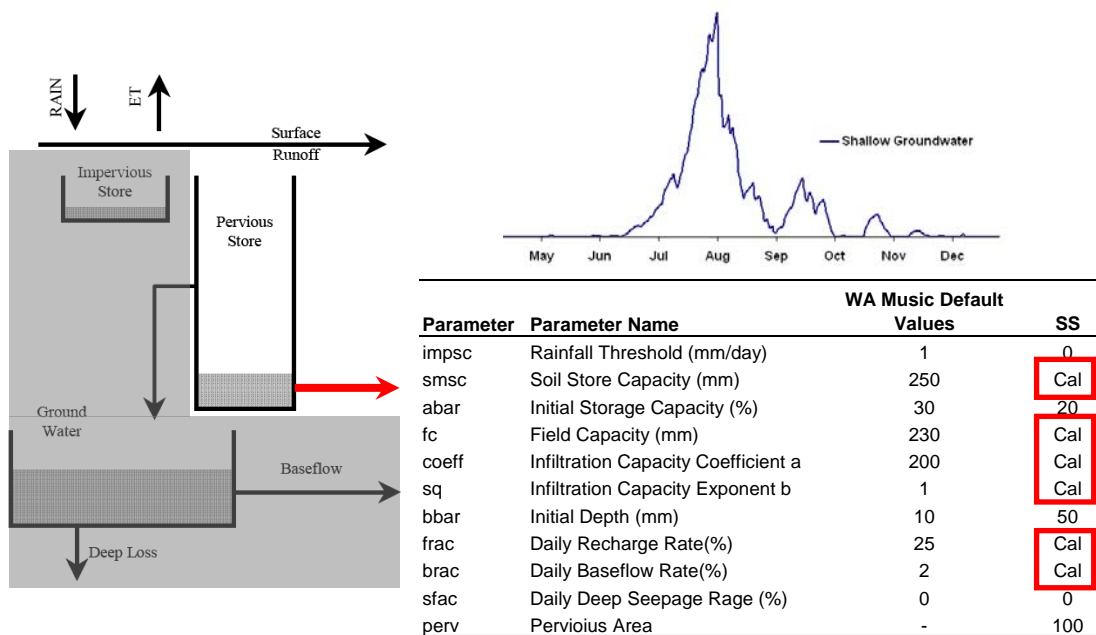 RAIN
ET
Surface
Runoff
Impervious
Store
Pervious
Store
Ground
Water
Baseflow
Deep Loss
Shallow Groundwater
May Jun Jul Aug Sep Oct Nov Dec
WA Music Default
Parameter Parameter Name Values SS
impsc Rainfall Threshold (mm/day) 1 0
smsc Soil Store Capacity (mm) 250 Cal
abar Initial Storage Capacity (%) 30 20
fc Field Capacity (mm) 230 Cal
coeff Infiltration Capacity Coefficient a 200 Cal
sq Infiltration Capacity Exponent b 1 Cal
bbar Initial Depth (mm) 10 50
frac Daily Recharge Rate(%) 25 Cal
brac Daily Baseflow Rate(%) 2 Cal
sfac Daily Deep Seepage Rage (%) 0 0
perv Pervioius Area - 100